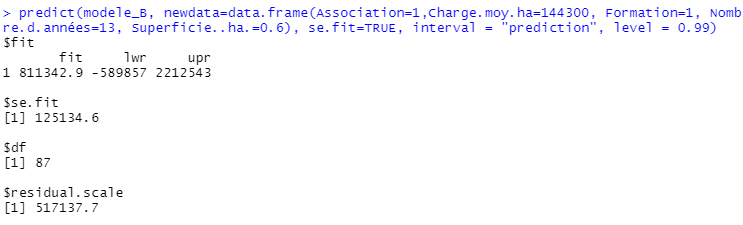 > predict(modele_B, newdata=data.frame(Association=1,Charge.moy.ha=144300, Formation=1, Nomb
re.d.années=13, Superficie..ha.=0.6), se.fit=TRUE, interval = "prediction", level = 0.99)
$fit
fit lwr upr
1 811342.9 -589857 2212543
$se.fit
[1] 125134.6
$df
[1] 87
$residual.scale
[1] 517137.7